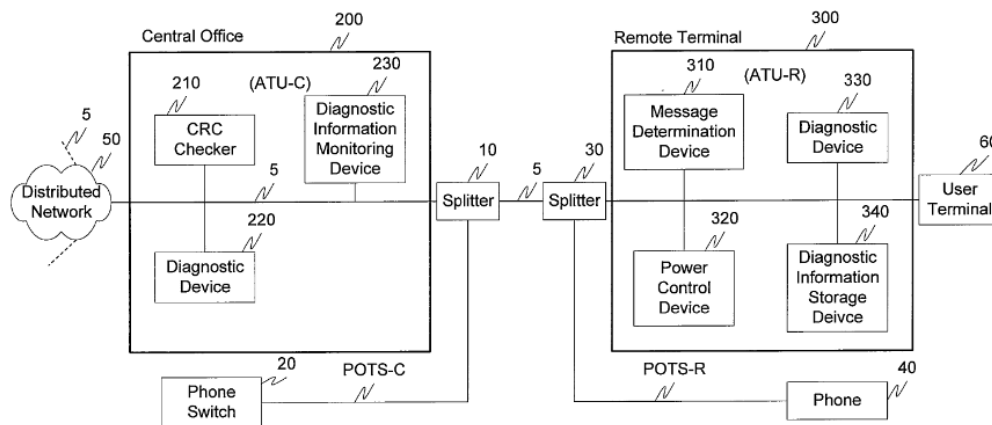 200
300
Central Office
Remote Terminal
210
(ATU-C)
230
310
(ATU-R)
330
5
50
CRC
Checker
Diagnostic
Information
Monitoring
Device
Message
Determination
Device
Diagnostic
Device
60
10
30
5
5
Distributed
Network
Splitter
Splitter
User
Terminal
220
320
340
Diagnostic
Device
Power
Control
Device
Diagnostic
Information
Storage
Deivce
20
POTS-C
POTS-R
40
Phone
Switch
Phone